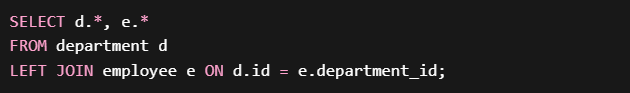 SELECT d.*, e.*
FROM department d
LEFT JOIN employee e ON d.id = e.department_id;